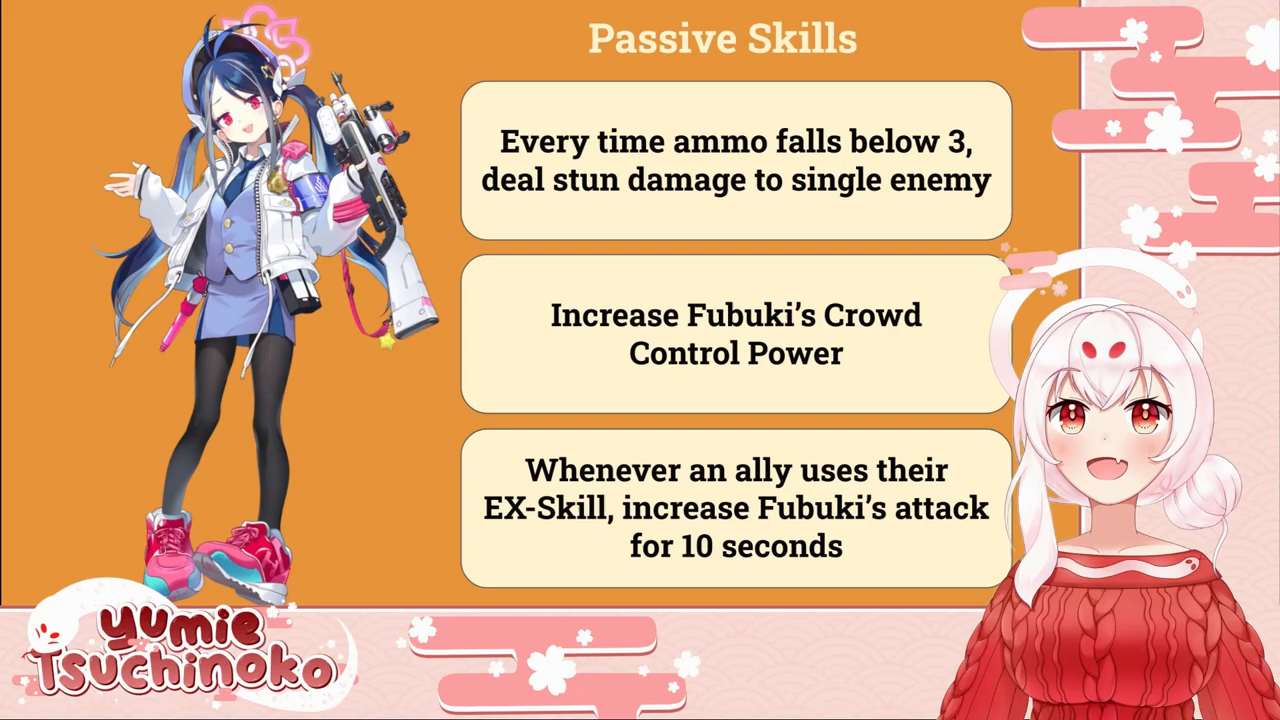 Passive Skills
Every time ammo falls below 3,
deal stun damage to single enemy
Increase Fubuki’s Crowd
Control Power
Whenever an ally uses their
EX-Skill, increase Fubuki’s attack
for 10 seconds
yumie
Tsuchinoko